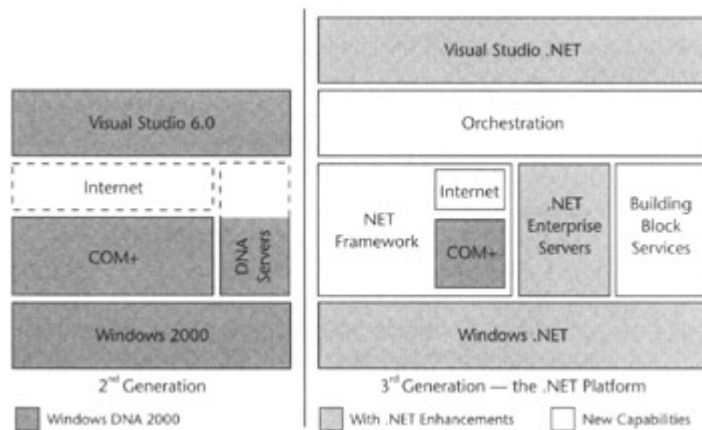 Visual Studio 6.0
Internet
COM+
DNA
Servers
Windows 2000
2nd Generation
Windows DNA 2000
Visual Studio .NET
Orchestration
NET
Framework
Internet
COM+
.NET
Enterprise
Servers
Building
Block
Services
Windows .NET
3rd Generation — the .NET Platform
With .NET Enhancements
New Capabilities